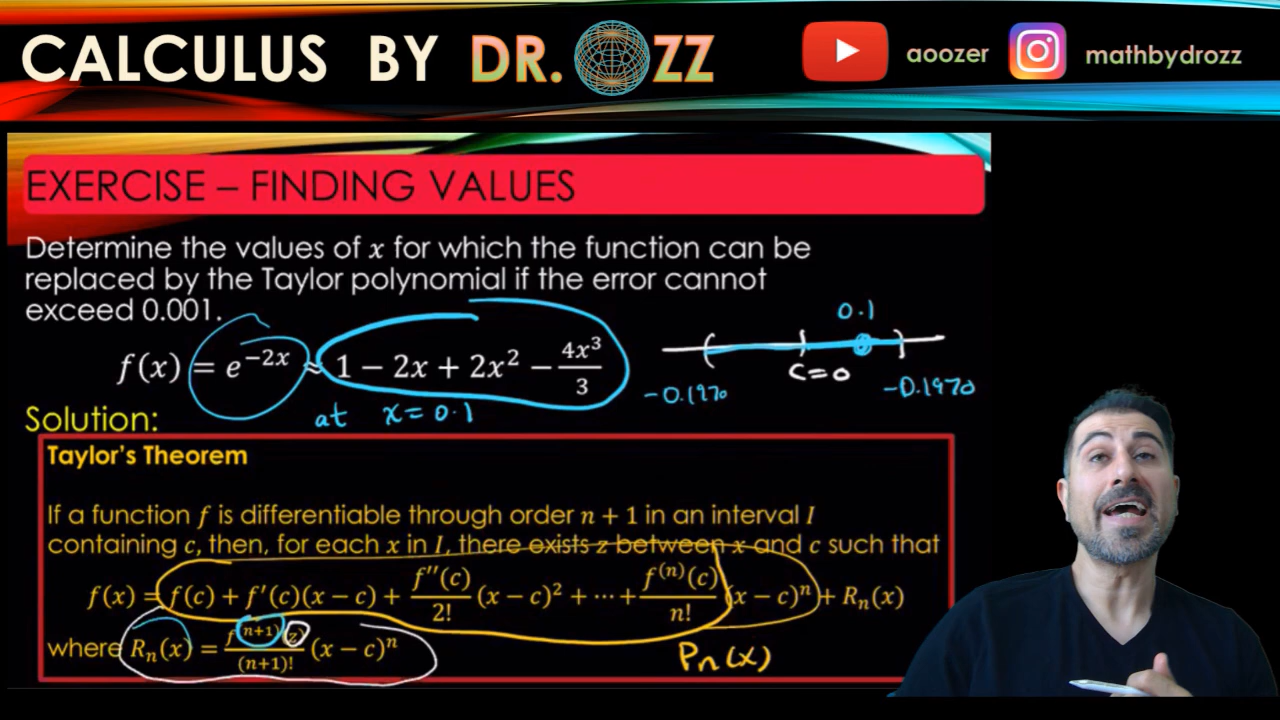 CALCULUS BY DR. OZZ
aoozer
mathbydrozz
EXERCISE – FINDING VALUES
Determine the values of x for which the function can be
replaced by the Taylor polynomial if the error cannot
exceed 0.001.
f(x) = e^{-2x} ≈ 1 − 2x + 2x² − 4x³/3
at x = 0.1
0.1
C=0
-0.1970
-0.1970
Solution:
Taylor's Theorem
If a function f is differentiable through order n + 1 in an interval I
containing c, then, for each x in I, there exists z between x and c such that
f(x) = f(c) + f′(c)(x − c) + f″(c)/2! (x − c)² + ⋯ + f^{(n)}(c)/n! (x − c)ⁿ + Rₙ(x)
where Rₙ(x) = f^{(n+1)}(z)/(n+1)! (x − c)ⁿ
Pn(x)